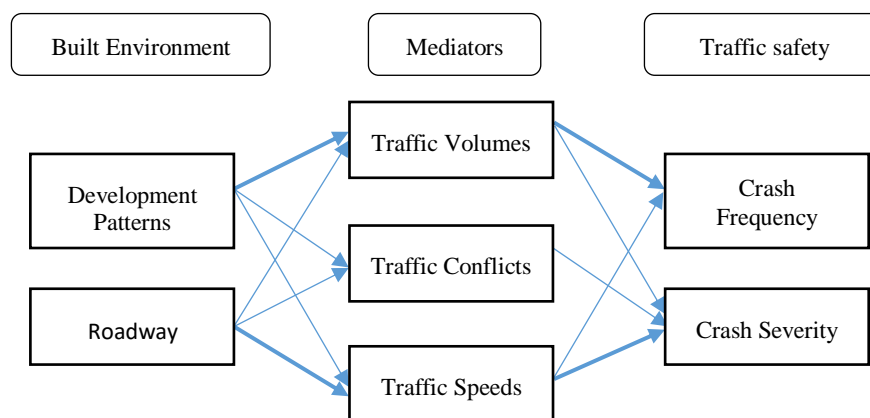 Built Environment
Mediators
Traffic safety
Development
Patterns
Roadway
Traffic Volumes
Traffic Conflicts
Traffic Speeds
Crash
Frequency
Crash Severity